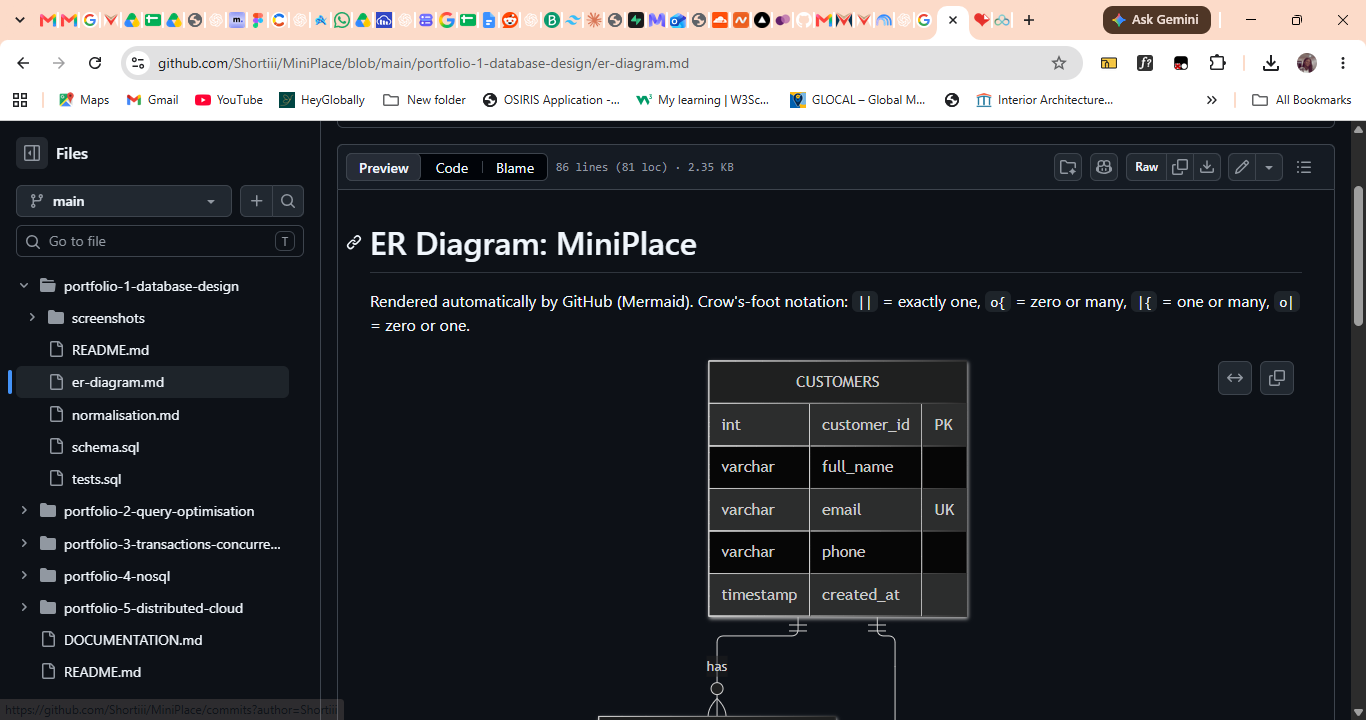 Ask Gemini
github.com/Shortiii/MiniPlace/blob/main/portfolio-1-database-design/er-diagram.md
Maps
Gmail
YouTube
HeyGlobally
New folder
OSIRIS Application -...
My learning | W3Sc...
GLOCAL – Global M...
Interior Architecture...
»
All Bookmarks
Files
main
Go to file
T
portfolio-1-database-design
screenshots
README.md
er-diagram.md
normalisation.md
schema.sql
tests.sql
portfolio-2-query-optimisation
portfolio-3-transactions-concurre...
portfolio-4-nosql
portfolio-5-distributed-cloud
DOCUMENTATION.md
README.md
https://github.com/Shortiii/MiniPlace/commits?author=Shortiii
Preview Code Blame 86 lines (81 loc) · 2.35 KB
Raw
ER Diagram: MiniPlace
Rendered automatically by GitHub (Mermaid). Crow's-foot notation: || = exactly one, o{ = zero or many, |{ = one or many, o|
= zero or one.
CUSTOMERS
int customer_id PK
varchar full_name
varchar email UK
varchar phone
timestamp created_at
has